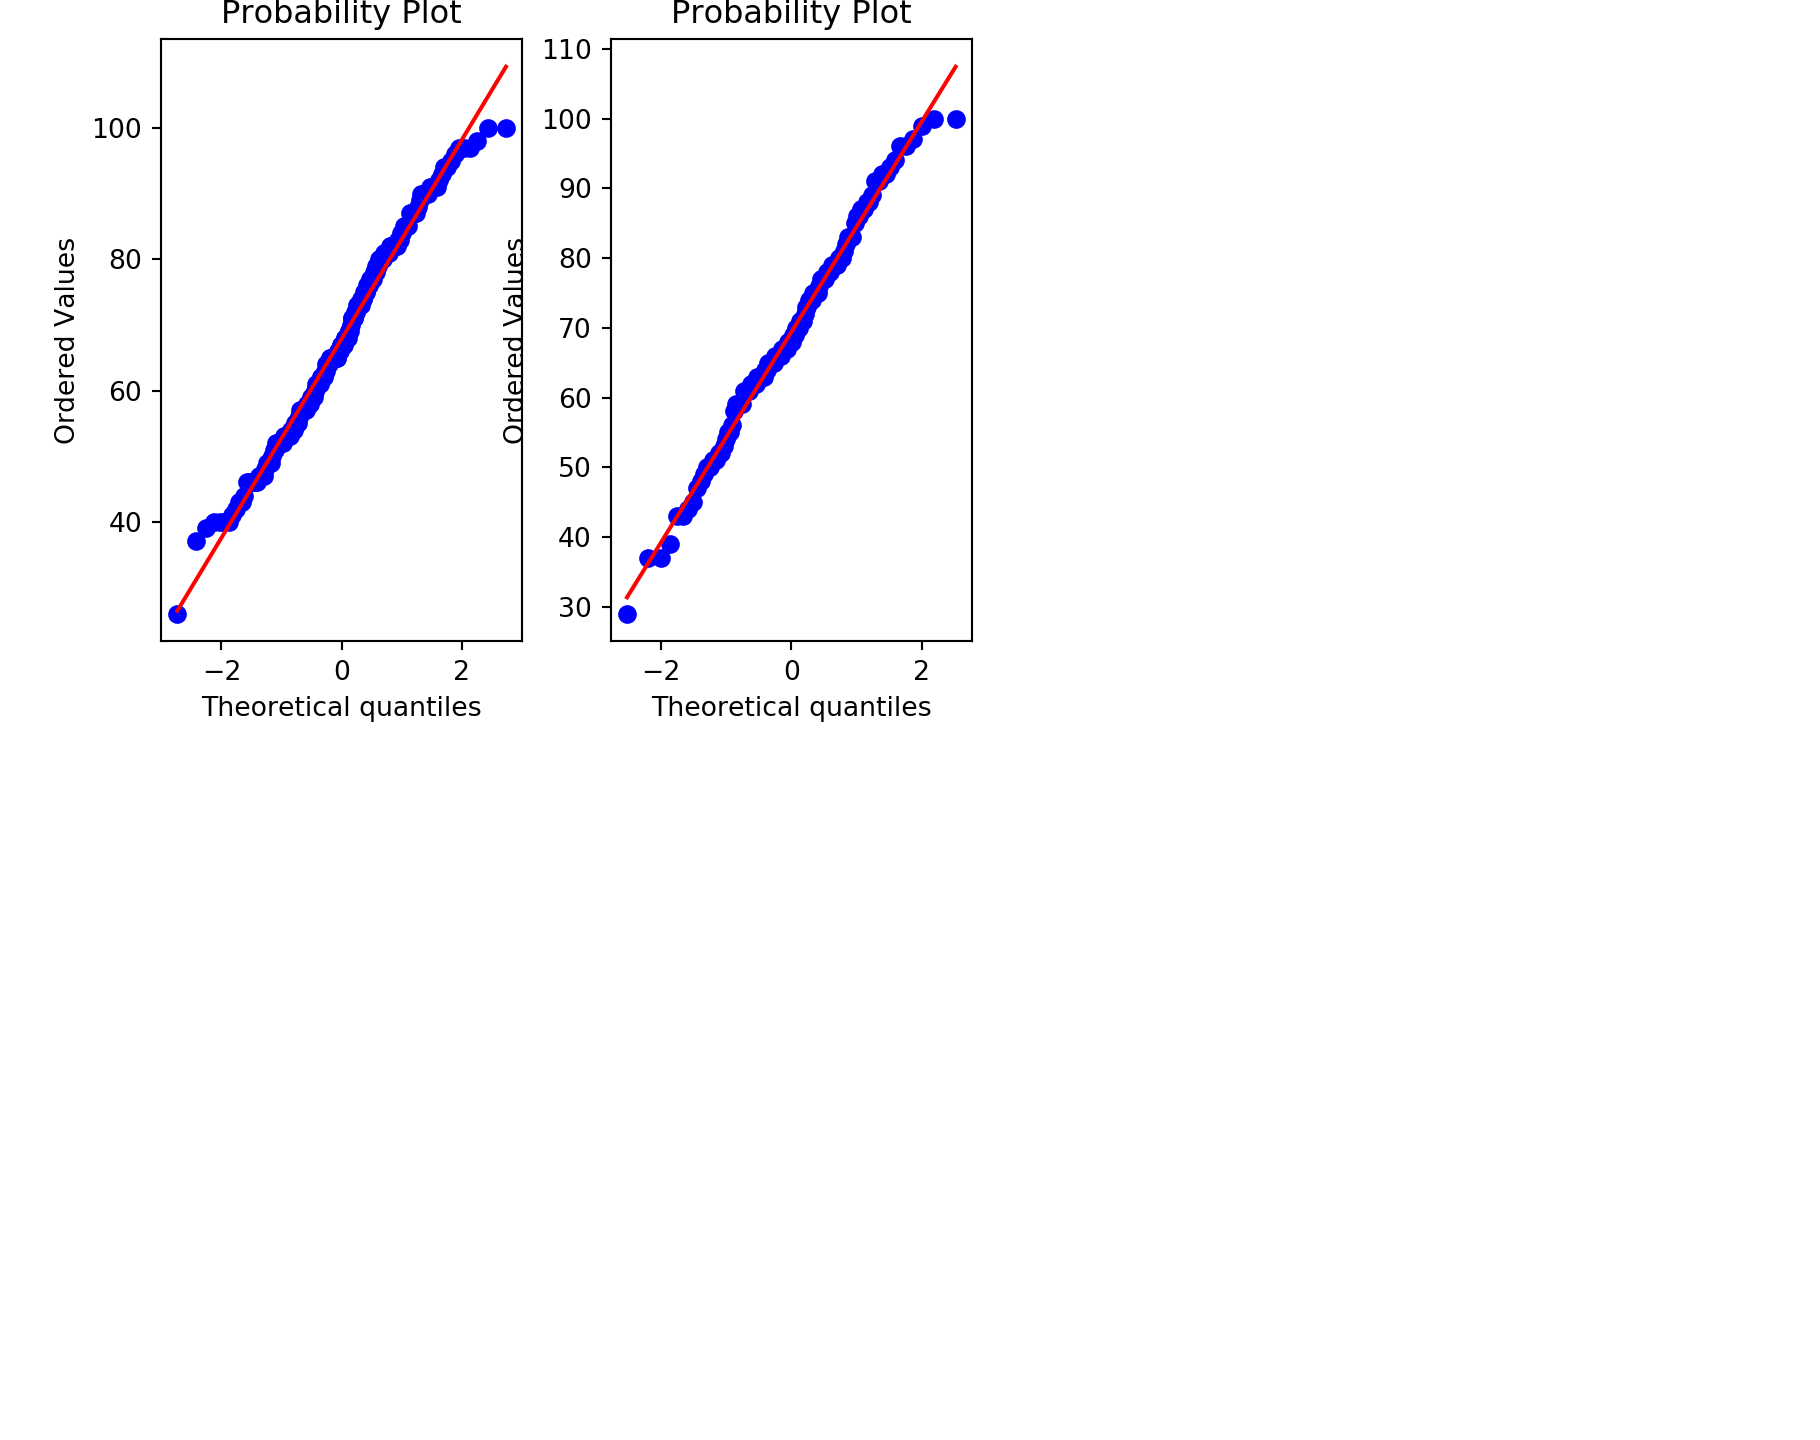 Probability Plot
Ordered Values
100
80
60
40
−2 0 2
Theoretical quantiles
Probability Plot
Ordered Values
110
100
90
80
70
60
50
40
30
−2 0 2
Theoretical quantiles